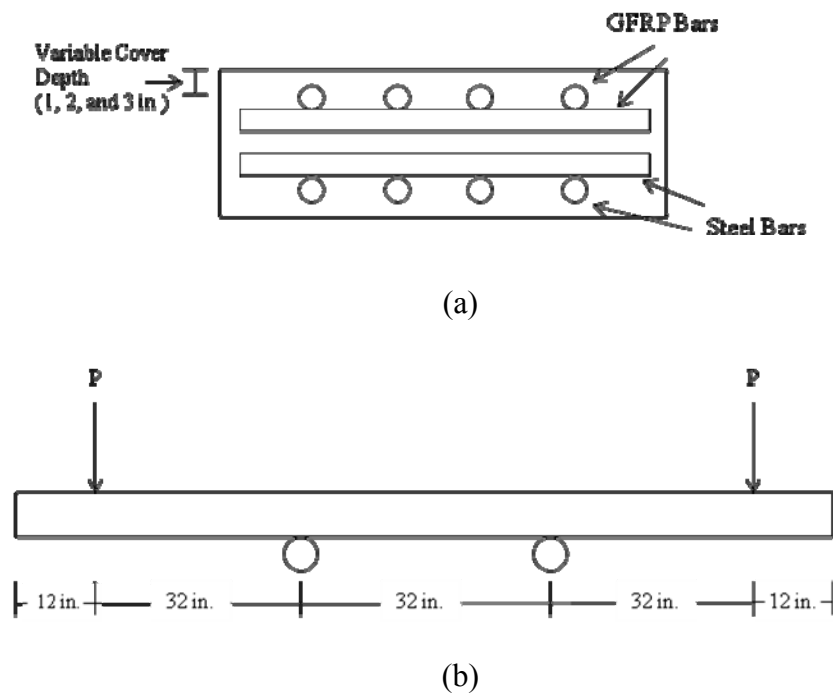 GFRP Bars
Variable Cover
Depth
(1, 2, and 3 in )
Steel Bars
(a)
P P
12 in. 32 in. 32 in. 32 in. 12 in.
(b)